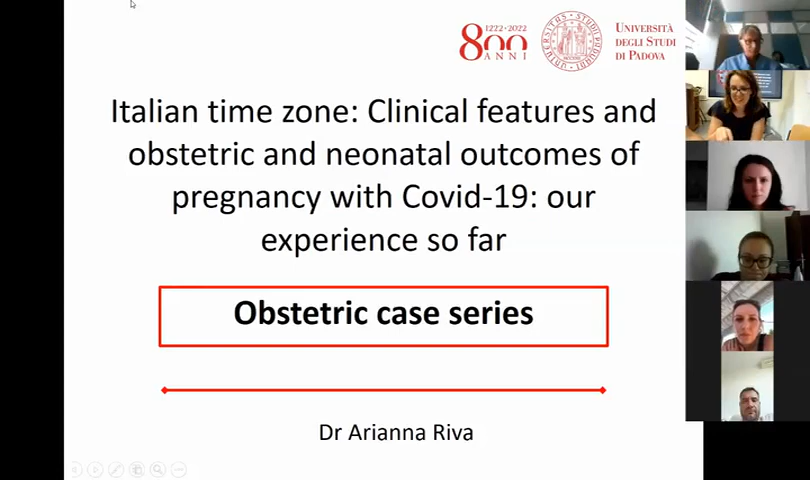 1222-2022
800
ANNI
UNIVERSITÀ
DEGLI STUDI
DI PADOVA
Italian time zone: Clinical features and
obstetric and neonatal outcomes of
pregnancy with Covid-19: our
experience so far
Obstetric case series
Dr Arianna Riva